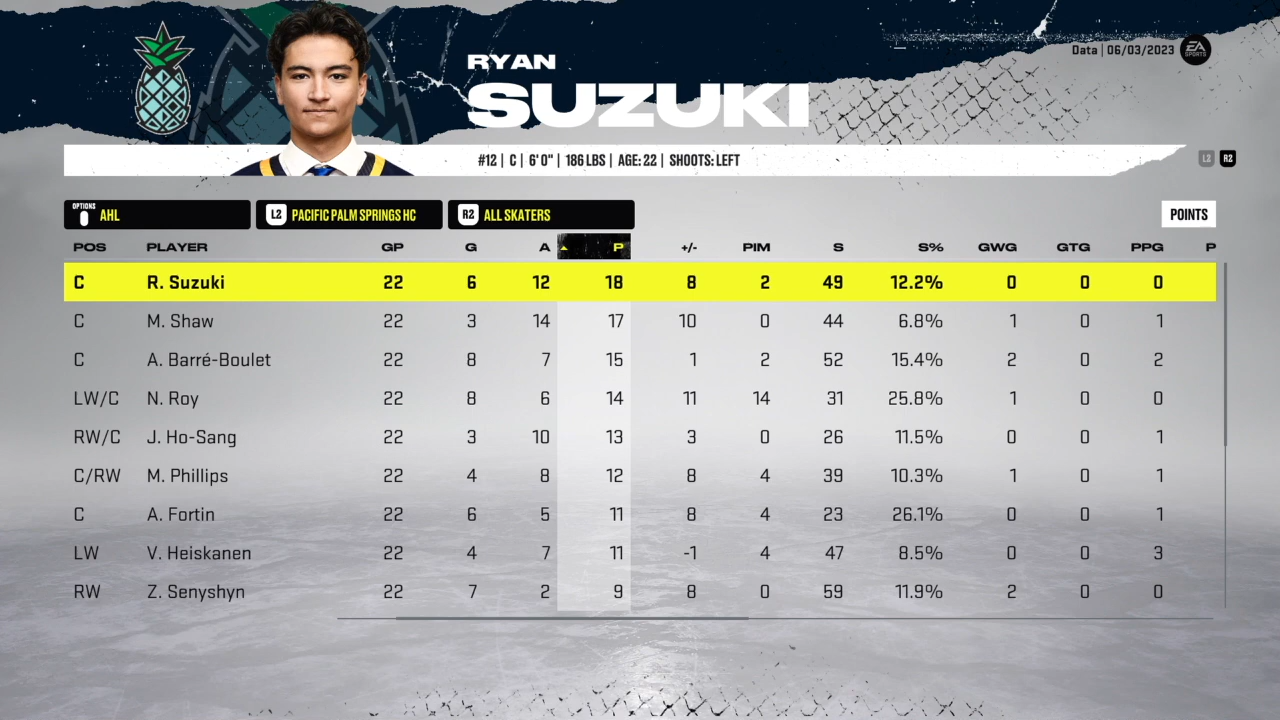 RYAN
SUZUKI
Data | 06/03/2023
EA SPORTS
#12 | C | 6' 0" | 186 LBS | AGE: 22 | SHOOTS: LEFT
L2 R2
OPTIONS AHL L2 PACIFIC PALM SPRINGS HC R2 ALL SKATERS POINTS
POS PLAYER GP G A P +/- PIM S S% GWG GTG PPG P
C R. Suzuki 22 6 12 18 8 2 49 12.2% 0 0 0
C M. Shaw 22 3 14 17 10 0 44 6.8% 1 0 1
C A. Barré-Boulet 22 8 7 15 1 2 52 15.4% 2 0 2
LW/C N. Roy 22 8 6 14 11 14 31 25.8% 1 0 0
RW/C J. Ho-Sang 22 3 10 13 3 0 26 11.5% 0 0 1
C/RW M. Phillips 22 4 8 12 8 4 39 10.3% 1 0 1
C A. Fortin 22 6 5 11 8 4 23 26.1% 0 0 1
LW V. Heiskanen 22 4 7 11 -1 4 47 8.5% 0 0 3
RW Z. Senyshyn 22 7 2 9 8 0 59 11.9% 2 0 0